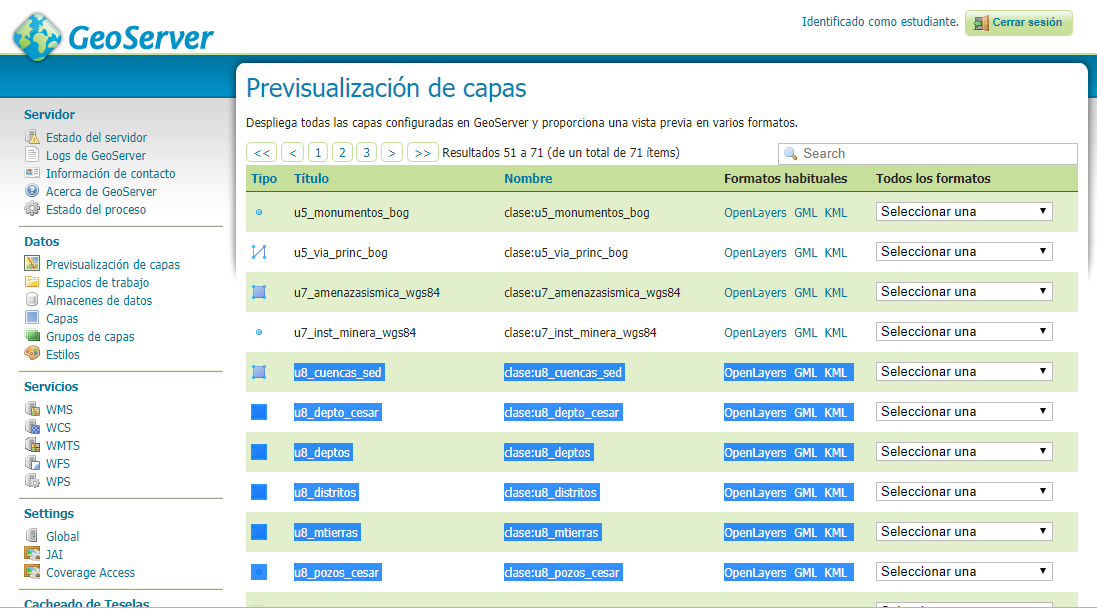 GeoServer
Identificado como estudiante. Cerrar sesión
Servidor
Estado del servidor
Logs de GeoServer
Información de contacto
Acerca de GeoServer
Estado del proceso
Datos
Previsualización de capas
Espacios de trabajo
Almacenes de datos
Capas
Grupos de capas
Estilos
Servicios
WMS
WCS
WMTS
WFS
WPS
Settings
Global
JAI
Coverage Access
Cacheado de Teselas
Previsualización de capas
Despliega todas las capas configuradas en GeoServer y proporciona una vista previa en varios formatos.
<< < 1 2 3 > >> Resultados 51 a 71 (de un total de 71 ítems) Search
Tipo Título Nombre Formatos habituales Todos los formatos
u5_monumentos_bog clase:u5_monumentos_bog OpenLayers GML KML Seleccionar una
u5_via_princ_bog clase:u5_via_princ_bog OpenLayers GML KML Seleccionar una
u7_amenazasismica_wgs84 clase:u7_amenazasismica_wgs84 OpenLayers GML KML Seleccionar una
u7_inst_minera_wgs84 clase:u7_inst_minera_wgs84 OpenLayers GML KML Seleccionar una
u8_cuencas_sed clase:u8_cuencas_sed OpenLayers GML KML Seleccionar una
u8_depto_cesar clase:u8_depto_cesar OpenLayers GML KML Seleccionar una
u8_deptos clase:u8_deptos OpenLayers GML KML Seleccionar una
u8_distritos clase:u8_distritos OpenLayers GML KML Seleccionar una
u8_mtierras clase:u8_mtierras OpenLayers GML KML Seleccionar una
u8_pozos_cesar clase:u8_pozos_cesar OpenLayers GML KML Seleccionar una